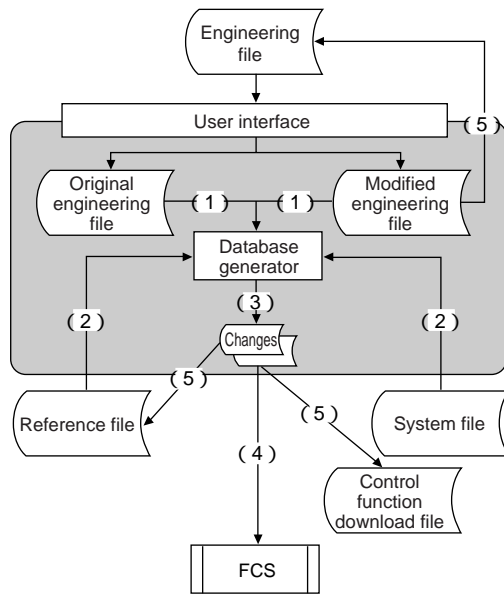 Engineering
file
User interface
( 5 )
Original
engineering
file
( 1 )
( 1 )
Modified
engineering
file
Database
generator
( 2 )
( 3 )
( 2 )
Changes
( 5 )
Reference file
( 5 )
System file
( 4 )
Control
function
download file
FCS